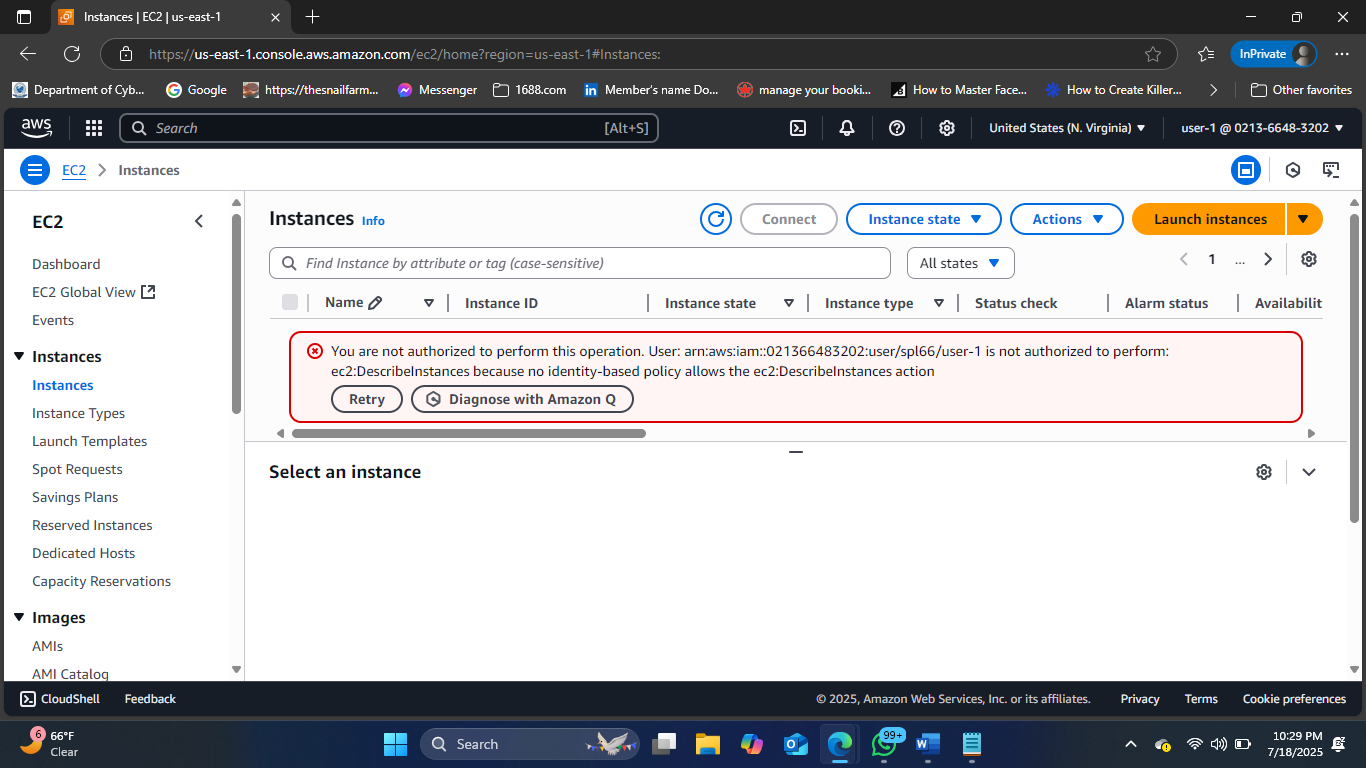 Instances | EC2 | us-east-1
https://us-east-1.console.aws.amazon.com/ec2/home?region=us-east-1#Instances:
InPrivate
Department of Cyb...
Google
https://thesnailfarm...
Messenger
1688.com
Member's name Do...
manage your booki...
How to Master Face...
How to Create Killer...
Other favorites
aws
Search
[Alt+S]
United States (N. Virginia)
user-1 @ 0213-6648-3202
EC2
Instances
EC2
Dashboard
EC2 Global View
Events
Instances
Instances
Instance Types
Launch Templates
Spot Requests
Savings Plans
Reserved Instances
Dedicated Hosts
Capacity Reservations
Images
AMIs
AMI Catalog
Instances Info
Connect
Instance state
Actions
Launch instances
Find Instance by attribute or tag (case-sensitive)
All states
1
...
Name
Instance ID
Instance state
Instance type
Status check
Alarm status
Availabilit
You are not authorized to perform this operation. User: arn:aws:iam::021366483202:user/spl66/user-1 is not authorized to perform:
ec2:DescribeInstances because no identity-based policy allows the ec2:DescribeInstances action
Retry
Diagnose with Amazon Q
Select an instance
CloudShell
Feedback
© 2025, Amazon Web Services, Inc. or its affiliates.
Privacy
Terms
Cookie preferences
6
66°F
Clear
Search
99+
10:29 PM
7/18/2025